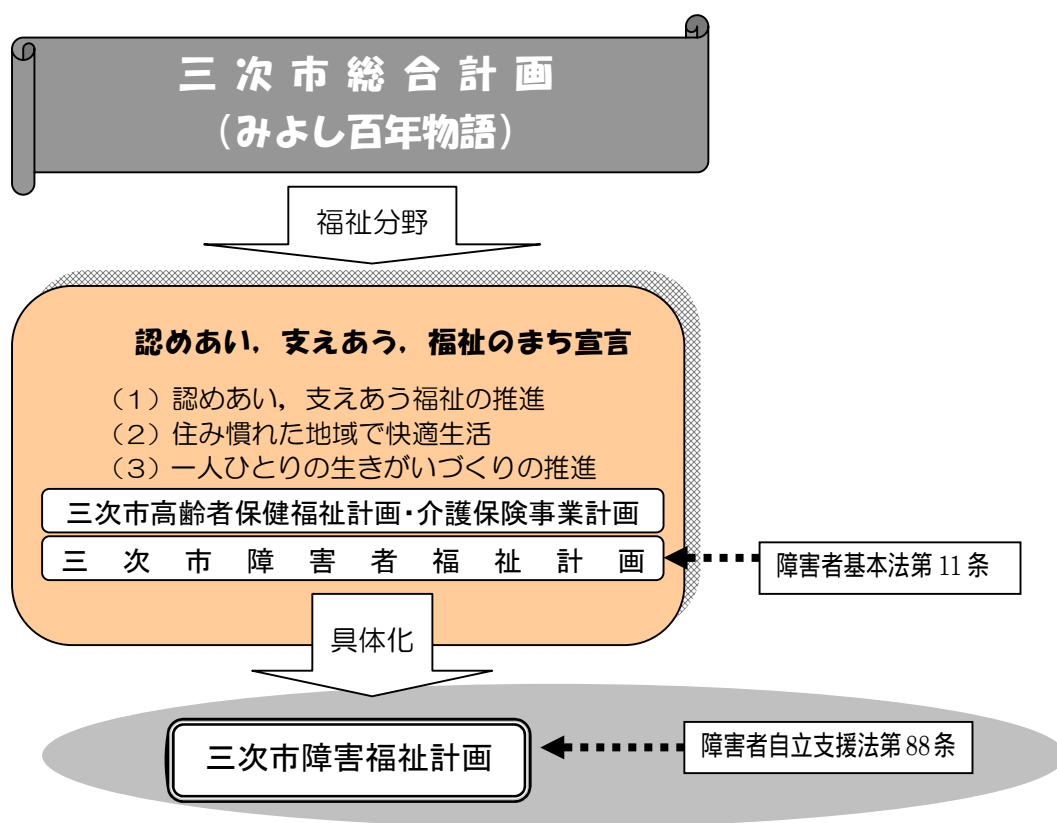 三次市総合計画
(みよし百年物語)
福祉分野
認めあい，支えあう，福祉のまち宣言
（１）認めあい，支えあう福祉の推進
（２）住み慣れた地域で快適生活
（３）一人ひとりの生きがいづくりの推進
三次市高齢者保健福祉計画・介護保険事業計画
三次市障害者福祉計画
障害者基本法第 11 条
具体化
三次市障害福祉計画
障害者自立支援法第 88 条